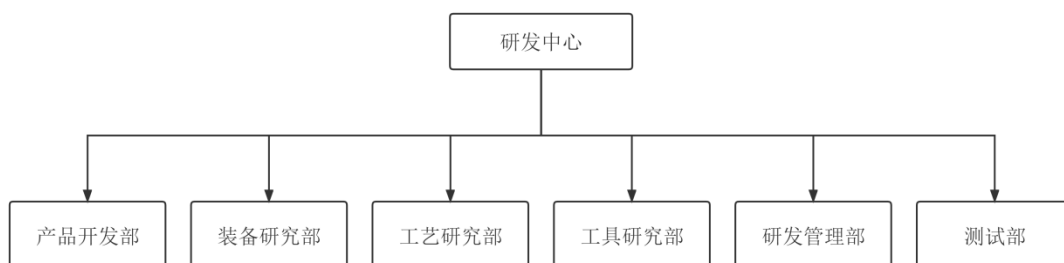 研发中心
产品开发部
装备研究部
工艺研究部
工具研究部
研发管理部
测试部